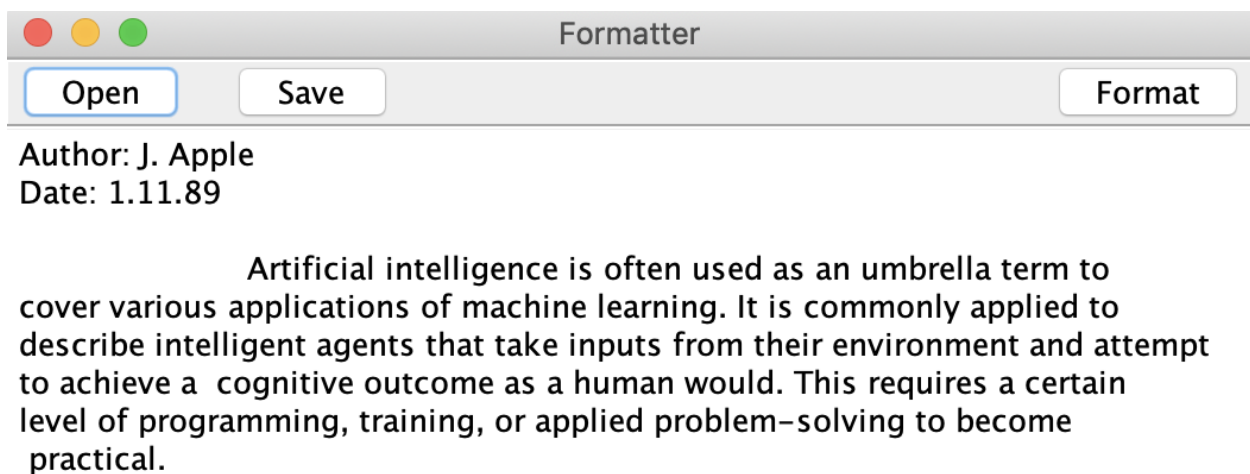 Formatter
Open Save Format
Author: J. Apple
Date: 1.11.89
Artificial intelligence is often used as an umbrella term to
cover various applications of machine learning. It is commonly applied to
describe intelligent agents that take inputs from their environment and attempt
to achieve a  cognitive outcome as a human would. This requires a certain
level of programming, training, or applied problem-solving to become
practical.